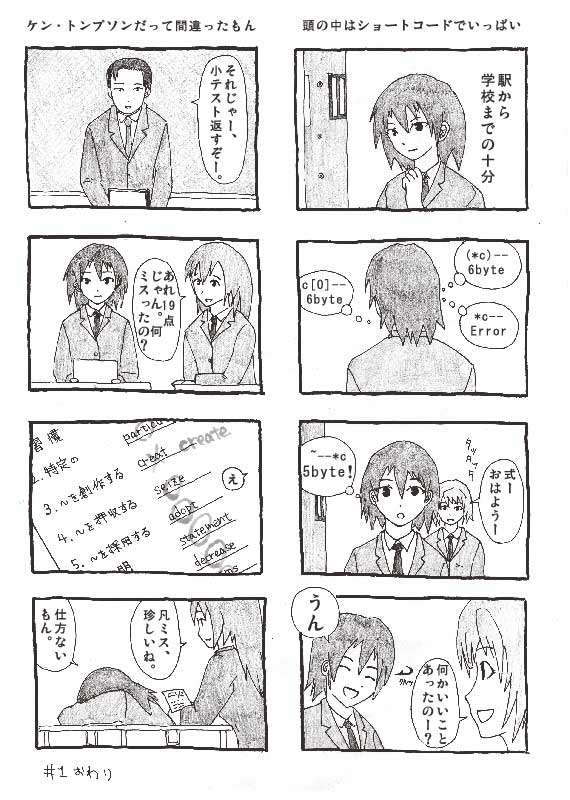 頭の中はショートコードでいっぱい
駅から
学校までの十分
(*c)--
6byte
c[0]--
6byte
*c--
Error
~--*c
5byte!
タッタッタッ
式ー
おはようー
何かいいこと
あったのー?
うん
ケン・トンプソンだって間違ったもん
それじゃー、
小テスト返すぞー。
あれ19点
じゃん。何
ミスったの?
習慣
2. 特定の
particu
3. ~を創作する
creat
create
4. ~を押収する
seize
5. ~を採用する
adopt
statement
decrease
え
凡ミス、
珍しいね。
仕方ない
もん。
#1 おわり